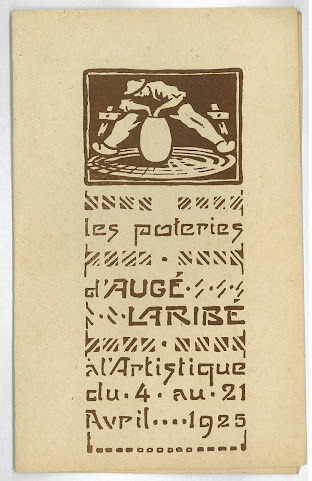 les poteries
d'AUGÉ
LARIBÉ
à l'Artistique
du · 4 · au · 21
Avril .... 1925